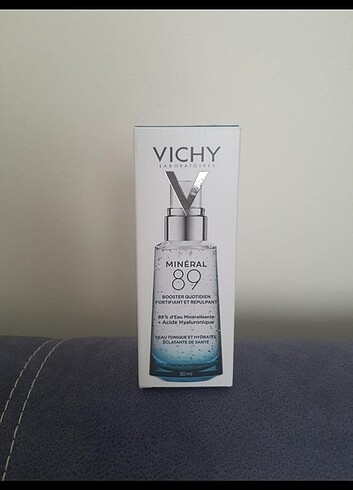 VICHY
LABORATOIRES
MINÉRAL
89
BOOSTER QUOTIDIEN
FORTIFIANT ET REPULPANT
89% d'Eau Minéralisante
+ Acide Hyaluronique
PEAU TONIQUE ET HYDRATÉE
ÉCLATANTE DE SANTÉ
50 ml